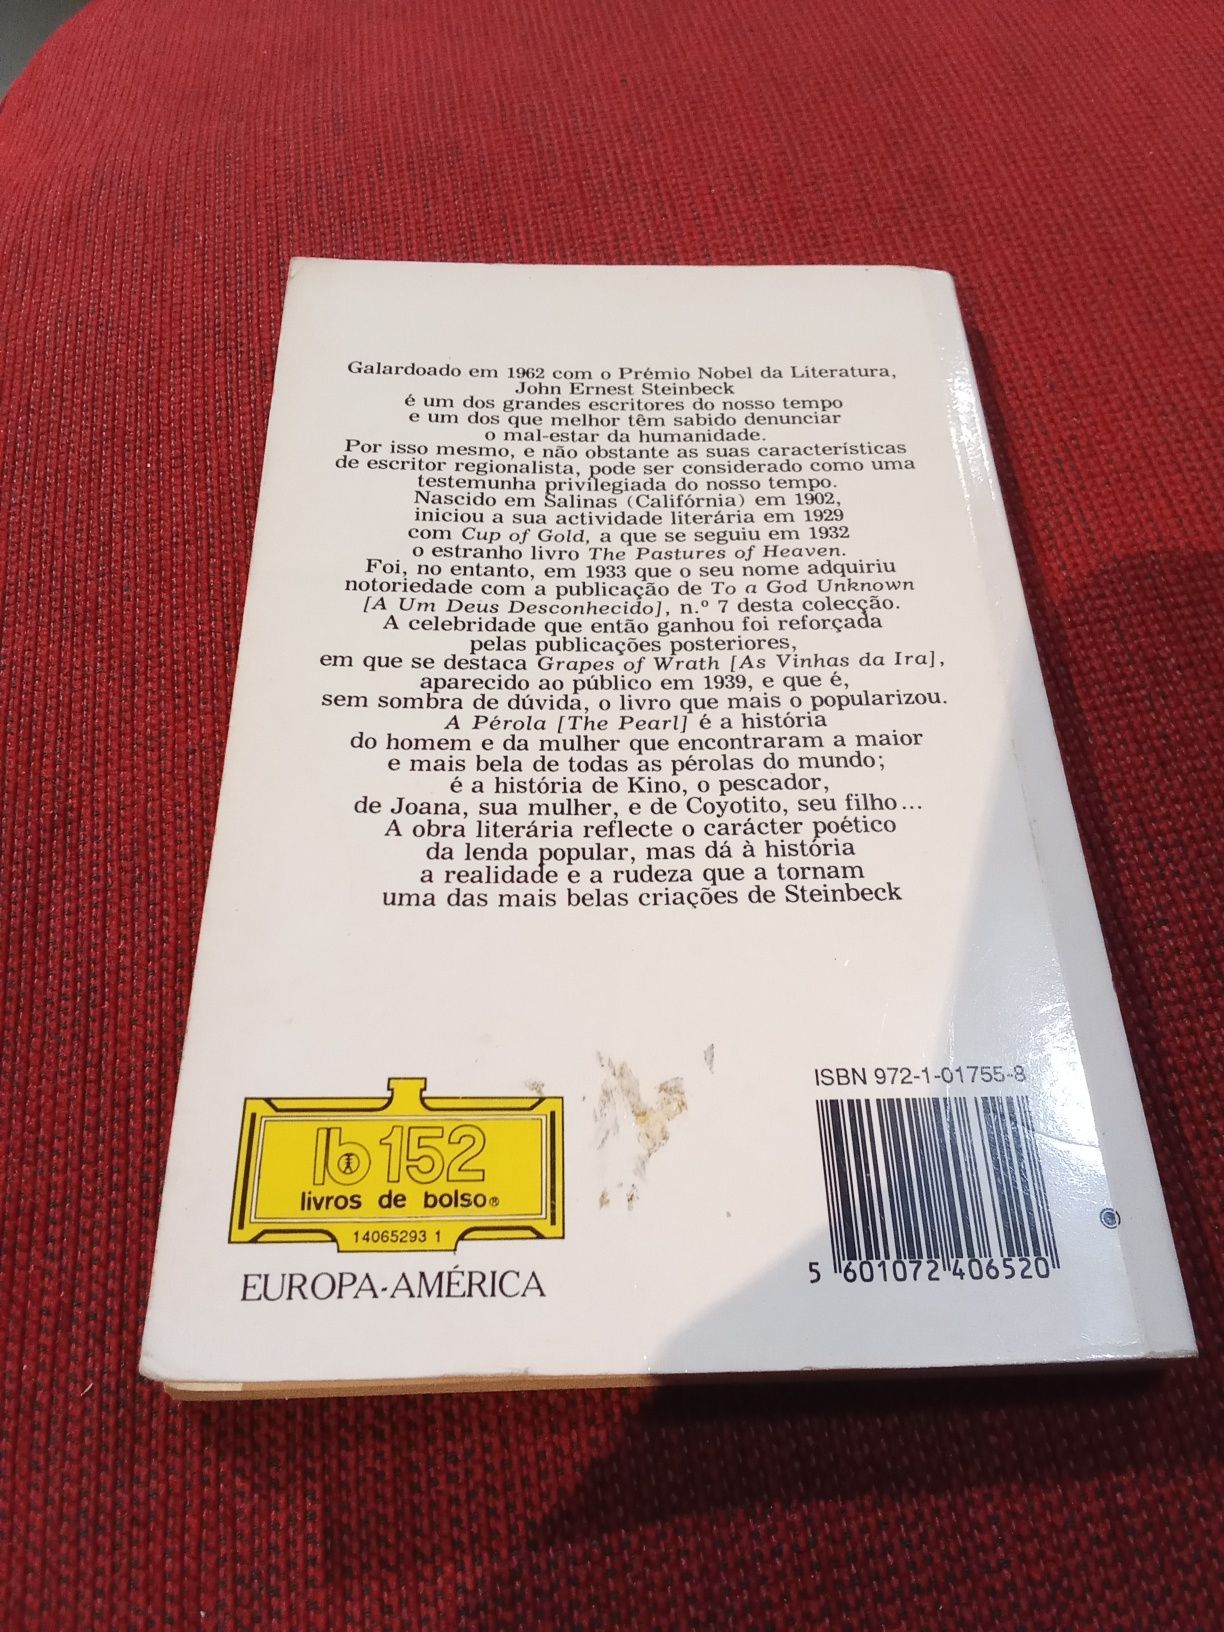 Galardoado em 1962 com o Prémio Nobel da Literatura,
John Ernest Steinbeck
é um dos grandes escritores do nosso tempo
e um dos que melhor têm sabido denunciar
o mal-estar da humanidade.
Por isso mesmo, e não obstante as suas características
de escritor regionalista, pode ser considerado como uma
testemunha privilegiada do nosso tempo.
Nascido em Salinas (Califórnia) em 1902,
iniciou a sua actividade literária em 1929
com Cup of Gold, a que se seguiu em 1932
o estranho livro The Pastures of Heaven.
Foi, no entanto, em 1933 que o seu nome adquiriu
notoriedade com a publicação de To a God Unknown
[A Um Deus Desconhecido], n.º 7 desta colecção.
A celebridade que então ganhou foi reforçada
pelas publicações posteriores,
em que se destaca Grapes of Wrath [As Vinhas da Ira],
aparecido ao público em 1939, e que é,
sem sombra de dúvida, o livro que mais o popularizou.
A Pérola [The Pearl] é a história
do homem e da mulher que encontraram a maior
e mais bela de todas as pérolas do mundo;
é a história de Kino, o pescador,
de Joana, sua mulher, e de Coyotito, seu filho...
A obra literária reflecte o carácter poético
da lenda popular, mas dá à história
a realidade e a rudeza que a tornam
uma das mais belas criações de Steinbeck
ISBN 972-1-01755-8
lb 152
livros de bolso®
14065293 1
EUROPA-AMÉRICA
5 601072 406520